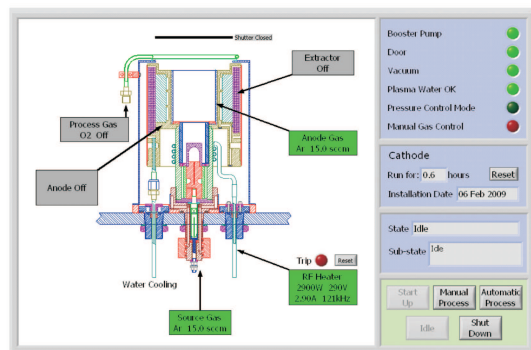 Shutter Closed
Extractor
Off
Process Gas
O2 Off
Anode Gas
Ar 15.0 sccm
Anode Off
Trip
Reset
Water Cooling
RF Heater
2900W 290V
2.90A 121kHz
Source Gas
Ar 15.0 sccm
Booster Pump
Door
Vacuum
Plasma Water OK
Pressure Control Mode
Manual Gas Control
Cathode
Run for: 0.6 hours Reset
Installation Date 06 Feb 2009
State Idle
Sub-state Idle
Start
Up
Manual
Process
Automatic
Process
Idle
Shut
Down